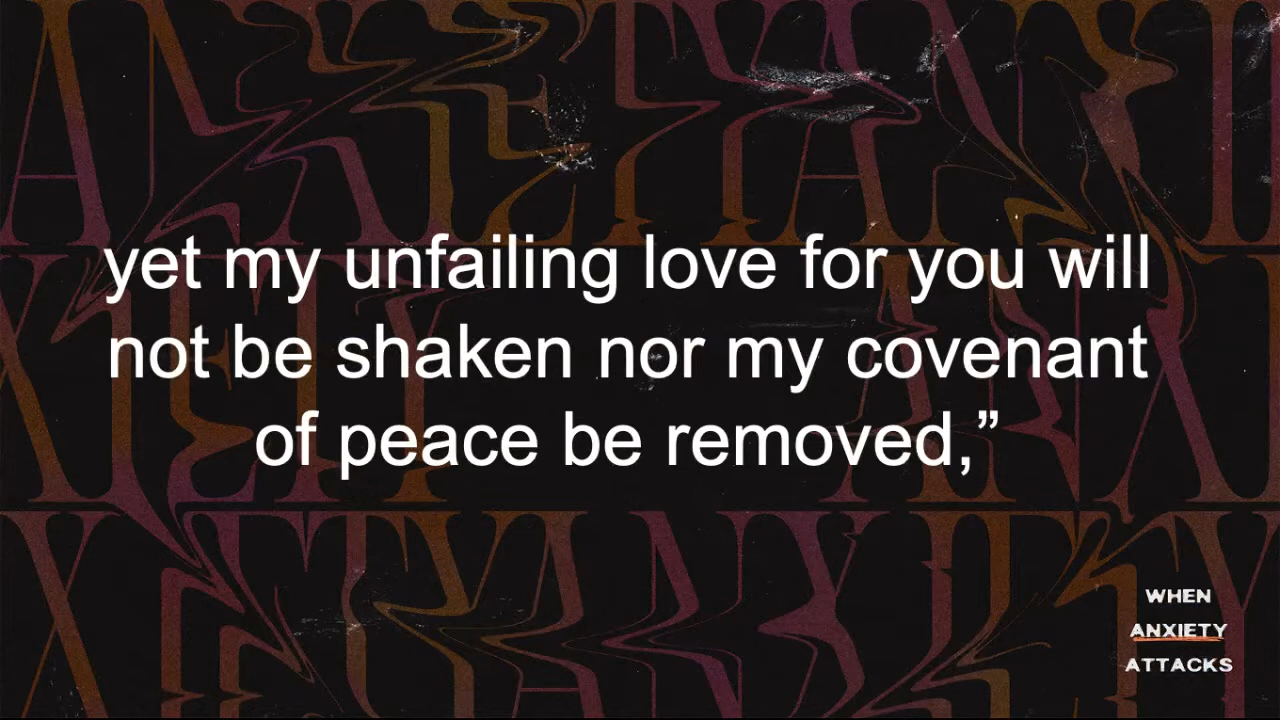 yet my unfailing love for you will
not be shaken nor my covenant
of peace be removed,”
WHEN
ANXIETY
ATTACKS